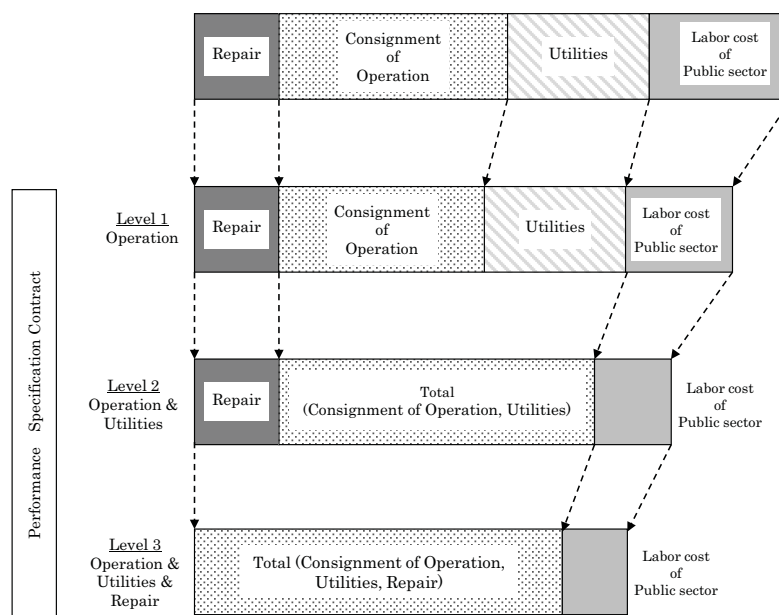 Repair
Consignment
of
Operation
Utilities
Labor cost
of
Public sector
Performance Specification Contract
Level 1
Operation
Repair
Consignment
of
Operation
Utilities
Labor cost
of
Public sector
Level 2
Operation &
Utilities
Repair
Total
(Consignment of Operation, Utilities)
Labor cost
of
Public sector
Level 3
Operation &
Utilities &
Repair
Total (Consignment of Operation,
Utilities, Repair)
Labor cost
of
Public sector